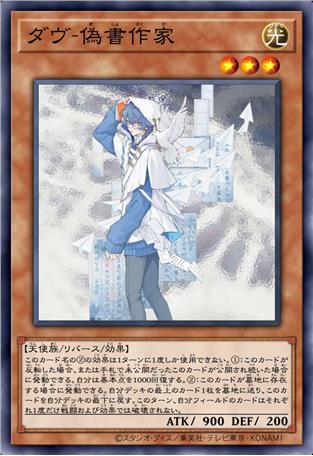 ダヴ-偽書作家
光
【天使族/リバース/効果】
このカード名の②の効果は1ターンに1度しか使用できない。①:このカードが
反転した場合、または手札で未公開だったこのカードが公開され続いた場合
に発動できる。自分は基本点を1000回復する。②:このカードが墓地に存在
する場合に発動できる。自分デッキの最上のカード1枚を墓地に送り、このカ
ードを自分デッキの最下に戻す。このターン、自分フィールドのカードはそれぞ
れ1度だけ戦闘および効果では破壊されない。
ATK/ 900 DEF/ 200
©スタジオ・ダイス/集英社・テレビ東京・KONAMI